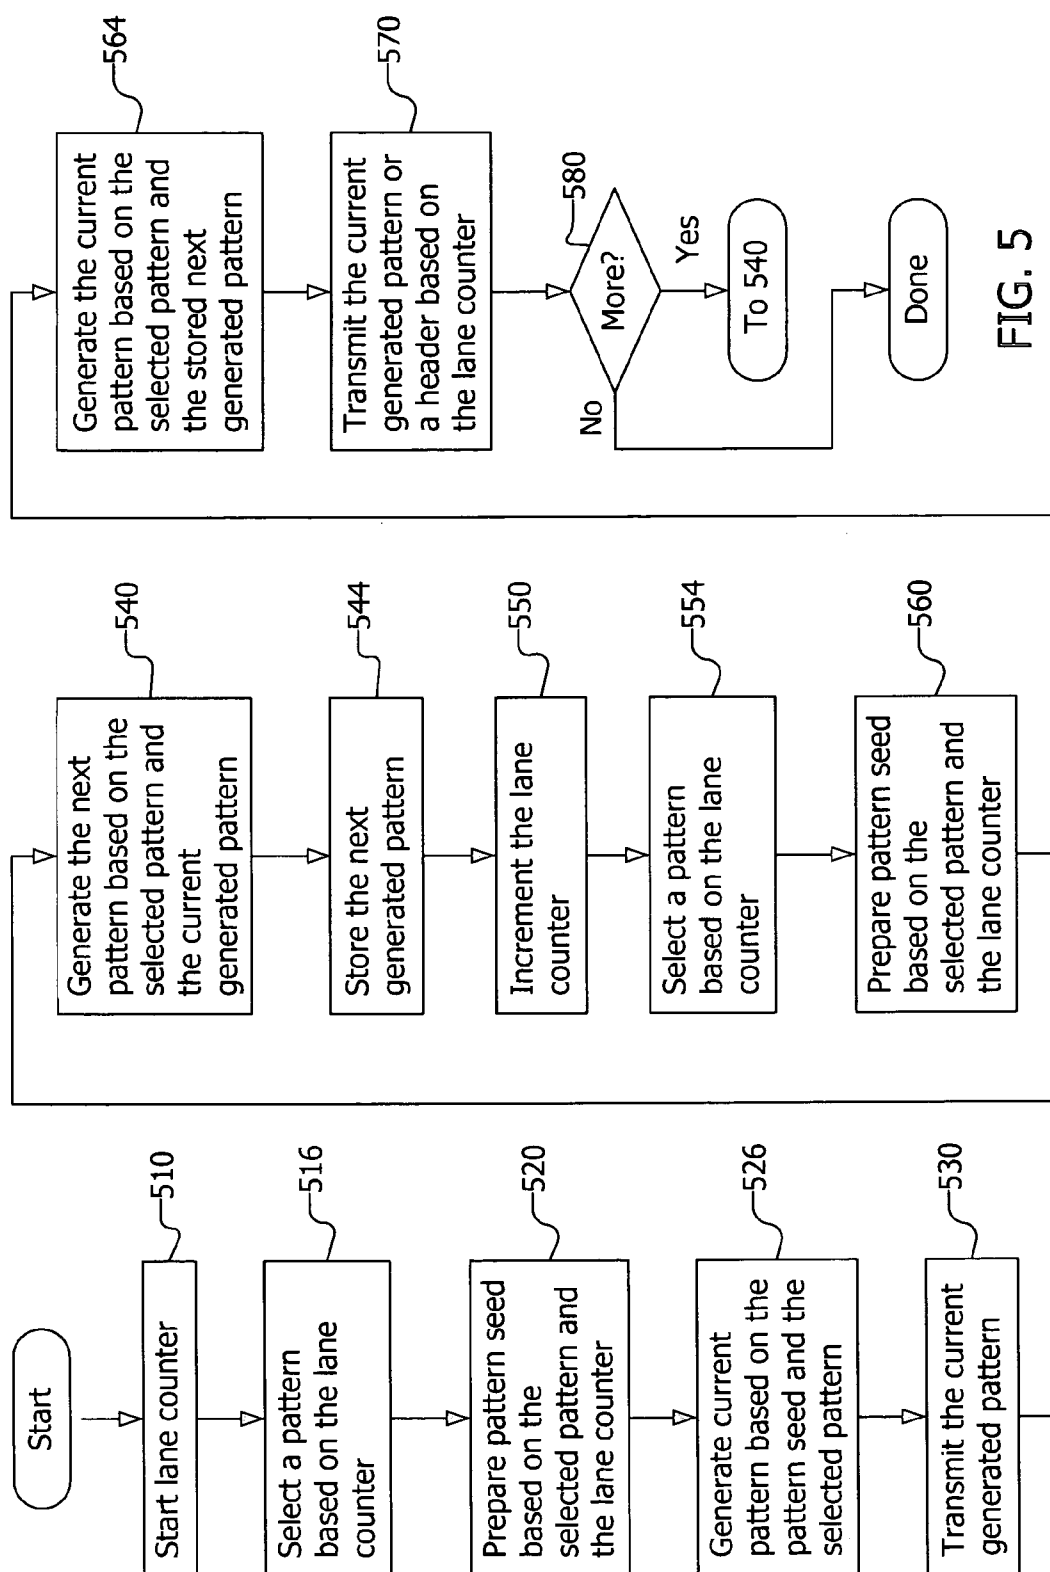 Start
Start lane counter
510
Select a pattern
based on the lane
counter
516
Prepare pattern seed
based on the
selected pattern and
the lane counter
520
Generate current
pattern based on the
pattern seed and the
selected pattern
526
Transmit the current
generated pattern
530
Generate the next
pattern based on the
selected pattern and
the current
generated pattern
540
Store the next
generated pattern
544
Increment the lane
counter
550
Select a pattern
based on the lane
counter
554
Prepare pattern seed
based on the
selected pattern and
the lane counter
560
Generate the current
pattern based on the
selected pattern and
the stored next
generated pattern
564
Transmit the current
generated pattern or
a header based on
the lane counter
570
More?
580
No
Yes
To 540
Done
FIG. 5